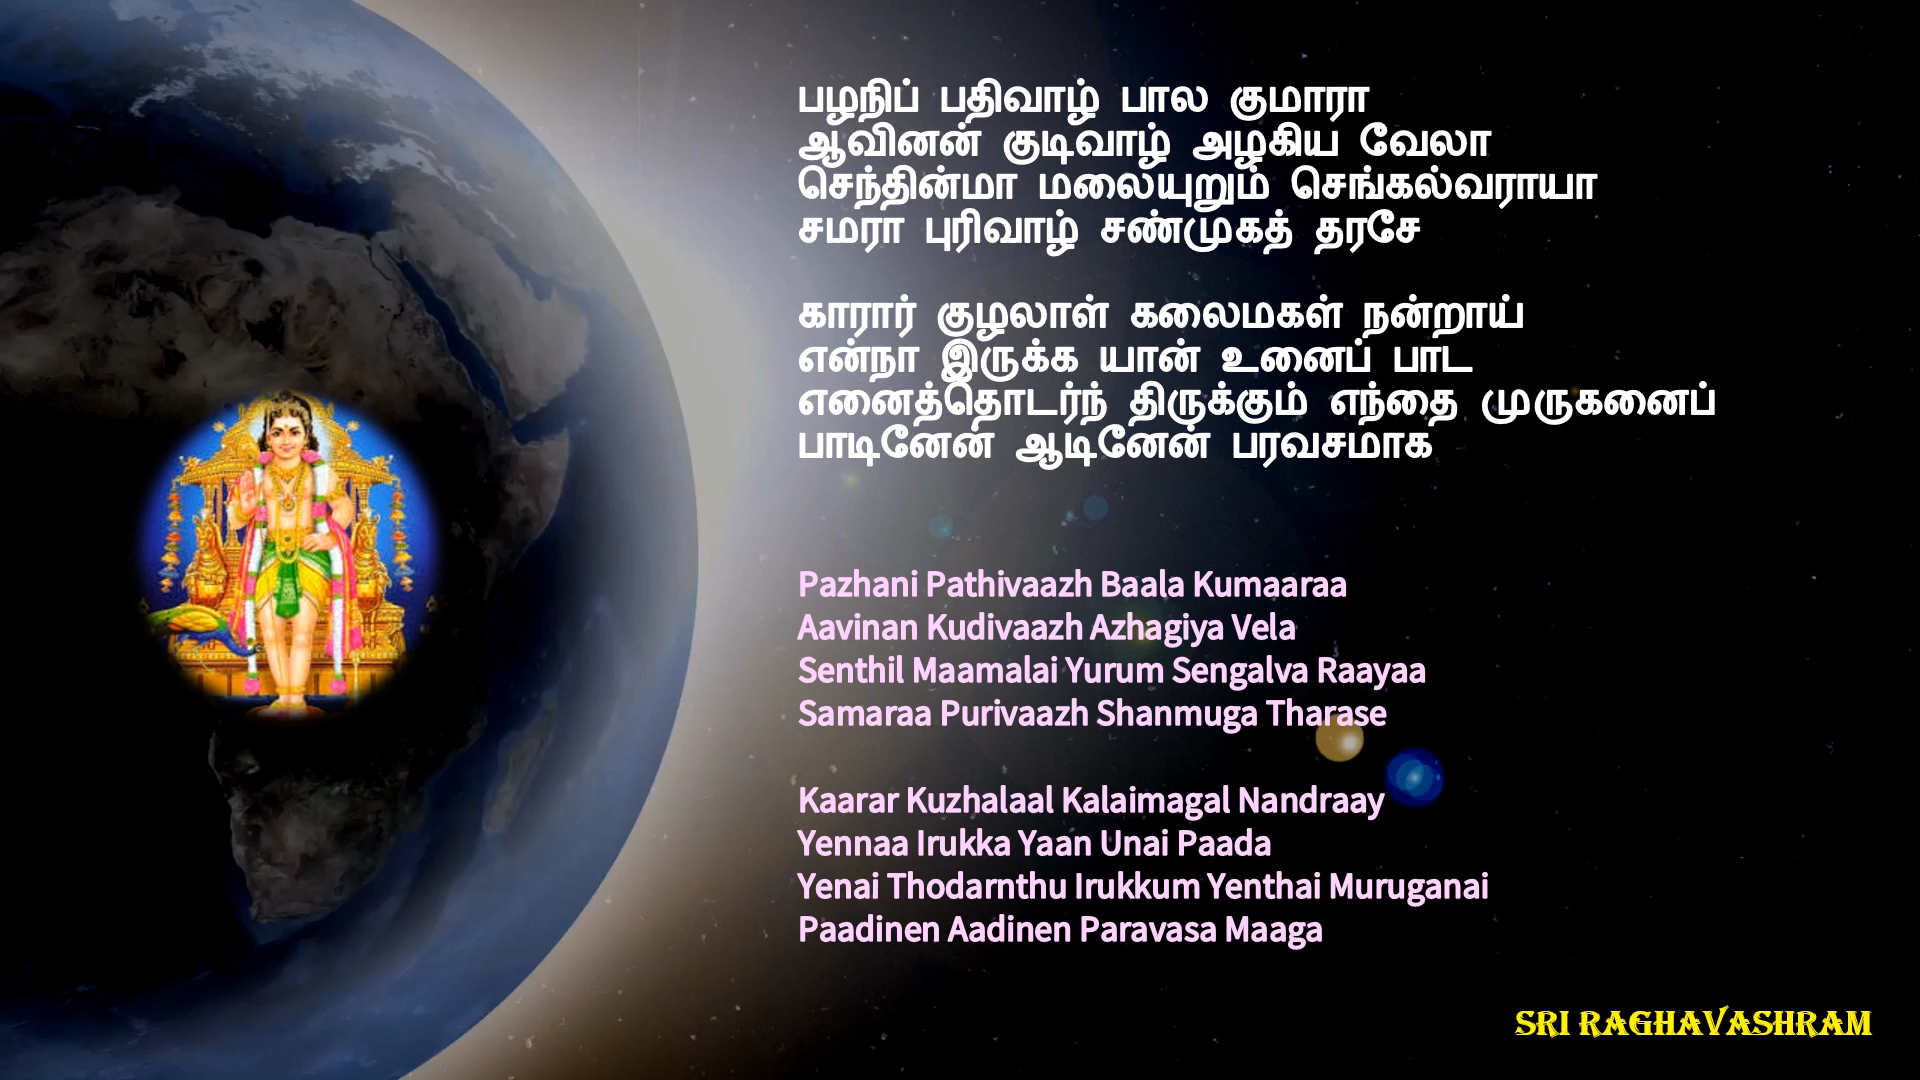 பழநிப் பதிவாழ் பால குமாரா
ஆவினன் குடிவாழ் அழகிய வேலா
செந்தின்மா மலையுறும் செங்கல்வராயா
சமரா புரிவாழ் சண்முகத் தரசே
காரார் குழலாள் கலைமகள் நன்றாய்
என்நா இருக்க யான் உனைப் பாட
எனைத்தொடர்ந் திருக்கும் எந்தை முருகனைப்
பாடினேன் ஆடினேன் பரவசமாக
Pazhani Pathivaazh Baala Kumaaraa
Aavinan Kudivaazh Azhagiya Vela
Senthil Maamalai Yurum Sengalva Raayaa
Samaraa Purivaazh Shanmuga Tharase
Kaarar Kuzhalaal Kalaimagal Nandraay
Yennaa Irukka Yaan Unai Paada
Yenai Thodarnthu Irukkum Yenthai Muruganai
Paadinen Aadinen Paravasa Maaga
SRI RAGHAVASHRAM